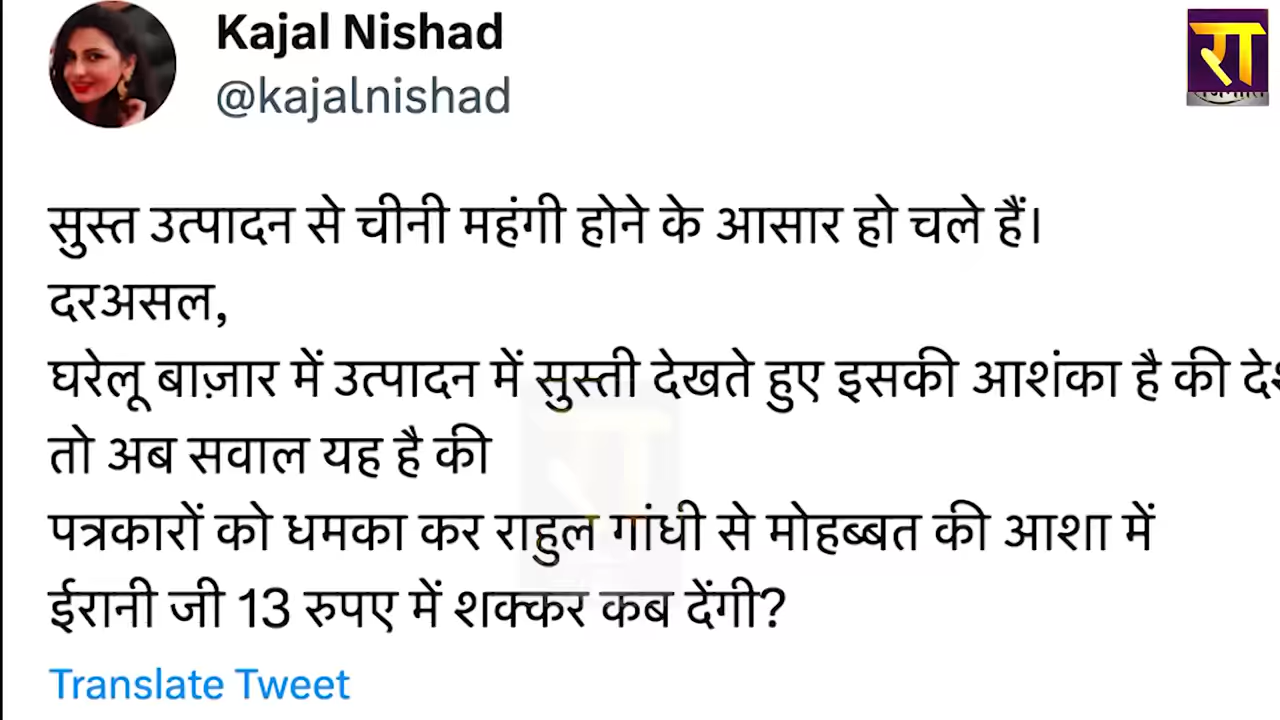 Kajal Nishad
@kajalnishad
रा
सुस्त उत्पादन से चीनी महंगी होने के आसार हो चले हैं।
दरअसल,
घरेलू बाज़ार में उत्पादन में सुस्ती देखते हुए इसकी आशंका है की
तो अब सवाल यह है की
पत्रकारों को धमका कर राहुल गांधी से मोहब्बत की आशा में
ईरानी जी 13 रुपए में शक्कर कब देंगी?
Translate Tweet